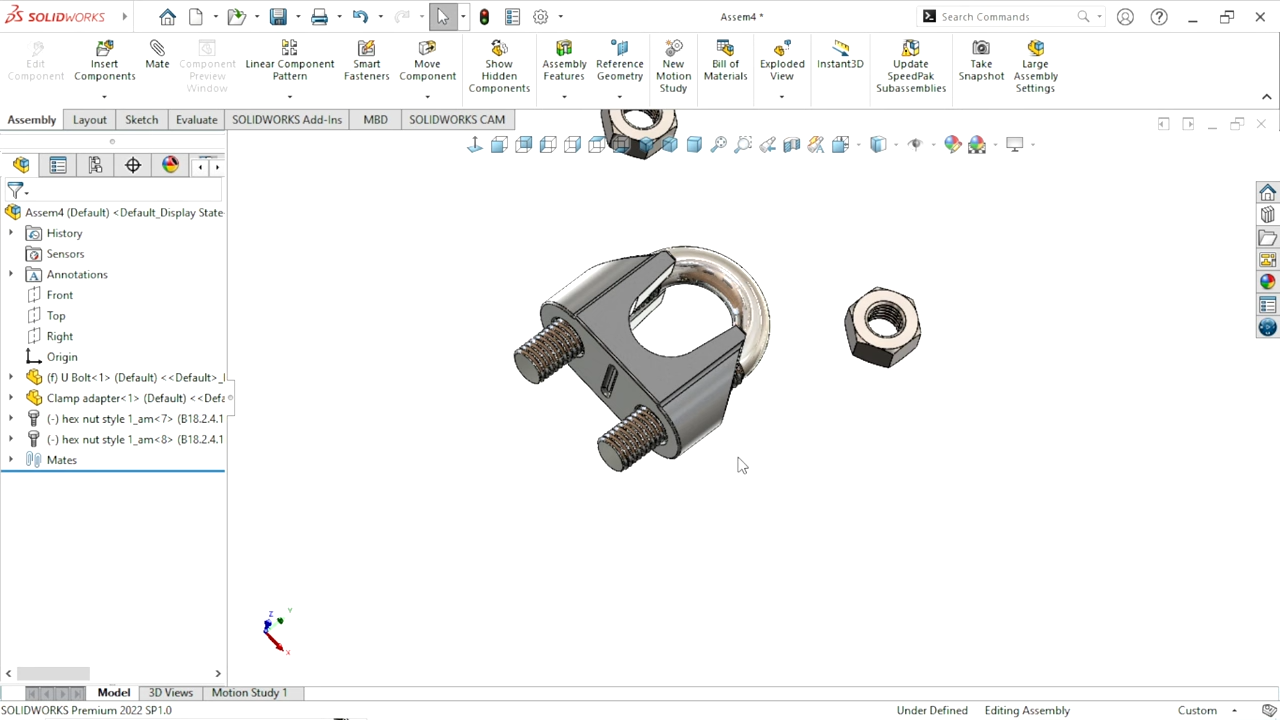 SOLIDWORKS
Assem4 *
Search Commands
Edit Component
Insert Components
Mate
Component Preview Window
Linear Component Pattern
Smart Fasteners
Move Component
Show Hidden Components
Assembly Features
Reference Geometry
New Motion Study
Bill of Materials
Exploded View
Instant3D
Update SpeedPak Subassemblies
Take Snapshot
Large Assembly Settings
Assembly
Layout
Sketch
Evaluate
SOLIDWORKS Add-Ins
MBD
SOLIDWORKS CAM
Assem4 (Default) <Default_Display State
History
Sensors
Annotations
Front
Top
Right
Origin
(f) U Bolt<1> (Default) <<Default>_
Clamp adapter<1> (Default) <<Defa
(-) hex nut style 1_am<7> (B18.2.4.1
(-) hex nut style 1_am<8> (B18.2.4.1
Mates
Z
Y
X
Model
3D Views
Motion Study 1
SOLIDWORKS Premium 2022 SP1.0
Under Defined
Editing Assembly
Custom